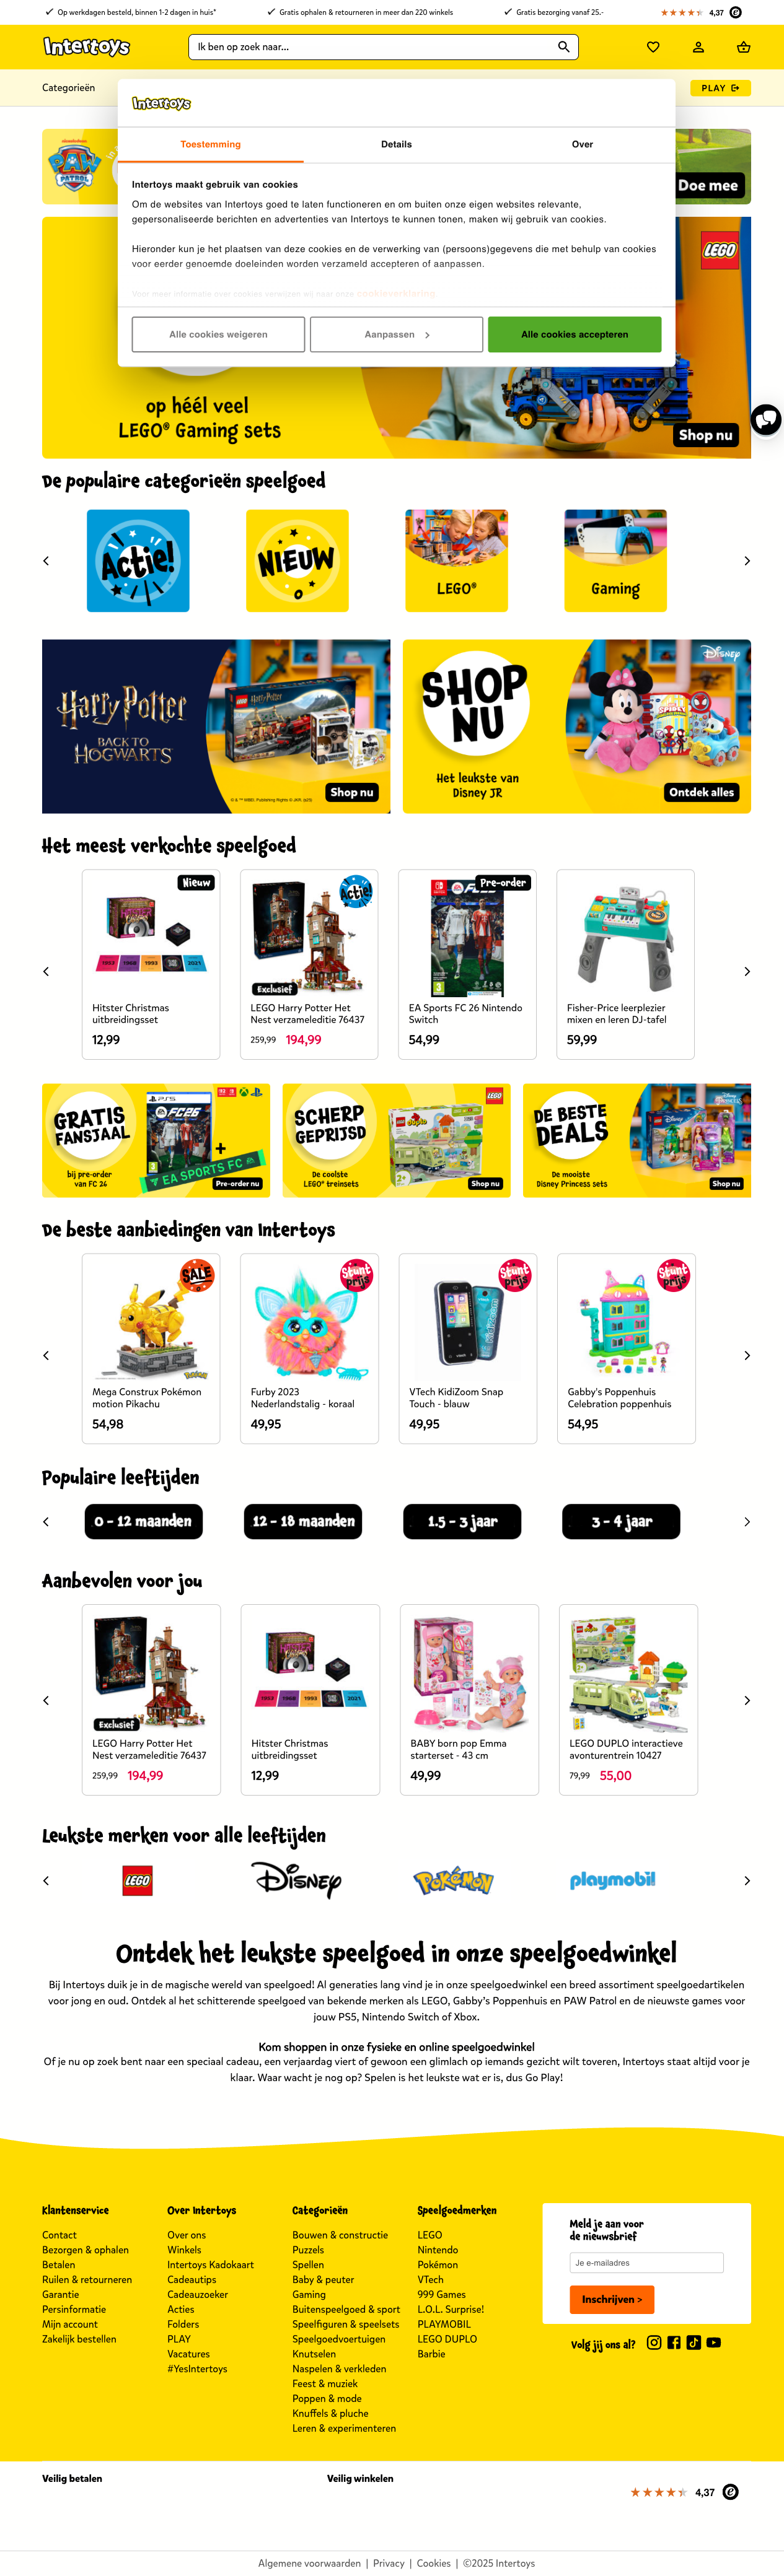 Op werkdagen besteld, binnen 1-2 dagen in huis*
Gratis ophalen & retourneren in meer dan 220 winkels
Gratis bezorging vanaf 25.-
4,37
Intertoys
Ik ben op zoek naar...
Categorieën
PLAY
Intertoys
Toestemming
Details
Over
Intertoys maakt gebruik van cookies
Om de websites van Intertoys goed te laten functioneren en om buiten onze eigen websites relevante,
gepersonaliseerde berichten en advertenties van Intertoys te kunnen tonen, maken wij gebruik van cookies.
Hieronder kun je het plaatsen van deze cookies en de verwerking van (persoons)gegevens die met behulp van cookies
voor eerder genoemde doeleinden worden verzameld accepteren of aanpassen.
Voor meer informatie over cookies verwijzen wij naar onze cookieverklaring.
Alle cookies weigeren
Aanpassen
Alle cookies accepteren
PAW PATROL
Doe mee
LEGO
op héél veel
LEGO® Gaming sets
Shop nu
De populaire categorieën speelgoed
Actie!
NIEUW
LEGO®
Gaming
Harry Potter
BACK TO
HOGWARTS
Shop nu
Disney
SHOP
NU
Het leukste van
Disney JR
Ontdek alles
Het meest verkochte speelgoed
Nieuw
Hitster Christmas
uitbreidingsset
12,99
Actie!
Exclusief
LEGO Harry Potter Het
Nest verzameleditie 76437
259,99 194,99
Pre-order
EA Sports FC 26 Nintendo
Switch
54,99
Fisher-Price leerplezier
mixen en leren DJ-tafel
59,99
GRATIS
FANSJAAL
bij pre-order
van FC 26
PS5
FC26
EA SPORTS FC
Pre-order nu
SCHERP
GEPRIJSD
De coolste
LEGO® treinsets
LEGO
Shop nu
DE BESTE
DEALS
De mooiste
Disney Princess sets
Shop nu
De beste aanbiedingen van Intertoys
SALE
Mega Construx Pokémon
motion Pikachu
54,98
Stunt
prijs
Furby 2023
Nederlandstalig - koraal
49,95
Stunt
prijs
VTech KidiZoom Snap
Touch - blauw
49,95
Stunt
prijs
Gabby's Poppenhuis
Celebration poppenhuis
54,95
Populaire leeftijden
0 - 12 maanden
12 - 18 maanden
1.5 - 3 jaar
3 - 4 jaar
Aanbevolen voor jou
Exclusief
LEGO Harry Potter Het
Nest verzameleditie 76437
259,99 194,99
Hitster Christmas
uitbreidingsset
12,99
BABY born pop Emma
starterset - 43 cm
49,99
LEGO DUPLO interactieve
avonturentrein 10427
79,99 55,00
Leukste merken voor alle leeftijden
LEGO
Disney
Pokémon
playmobil
Ontdek het leukste speelgoed in onze speelgoedwinkel
Bij Intertoys duik je in de magische wereld van speelgoed! Al generaties lang vind je in onze speelgoedwinkel een breed assortiment speelgoedartikelen
voor jong en oud. Ontdek al het schitterende speelgoed van bekende merken als LEGO, Gabby's Poppenhuis en PAW Patrol en de nieuwste games voor
jouw PS5, Nintendo Switch of Xbox.
Kom shoppen in onze fysieke en online speelgoedwinkel
Of je nu op zoek bent naar een speciaal cadeau, een verjaardag viert of gewoon een glimlach op iemands gezicht wilt toveren, Intertoys staat altijd voor je
klaar. Waar wacht je nog op? Spelen is het leukste wat er is, dus Go Play!
Klantenservice
Contact
Bezorgen & ophalen
Betalen
Ruilen & retourneren
Garantie
Persinformatie
Mijn account
Zakelijk bestellen
Over Intertoys
Over ons
Winkels
Intertoys Kadokaart
Cadeautips
Cadeauzoeker
Acties
Folders
PLAY
Vacatures
#YesIntertoys
Categorieën
Bouwen & constructie
Puzzels
Spellen
Baby & peuter
Gaming
Buitenspeelgoed & sport
Speelfiguren & speelsets
Speelgoedvoertuigen
Knutselen
Naspelen & verkleden
Feest & muziek
Poppen & mode
Knuffels & pluche
Leren & experimenteren
Speelgoedmerken
LEGO
Nintendo
Pokémon
VTech
999 Games
L.O.L. Surprise!
PLAYMOBIL
LEGO DUPLO
Barbie
Meld je aan voor
de nieuwsbrief
Je e-mailadres
Inschrijven >
Volg jij ons al?
Veilig betalen
Veilig winkelen
4,37
Algemene voorwaarden | Privacy | Cookies | ©2025 Intertoys